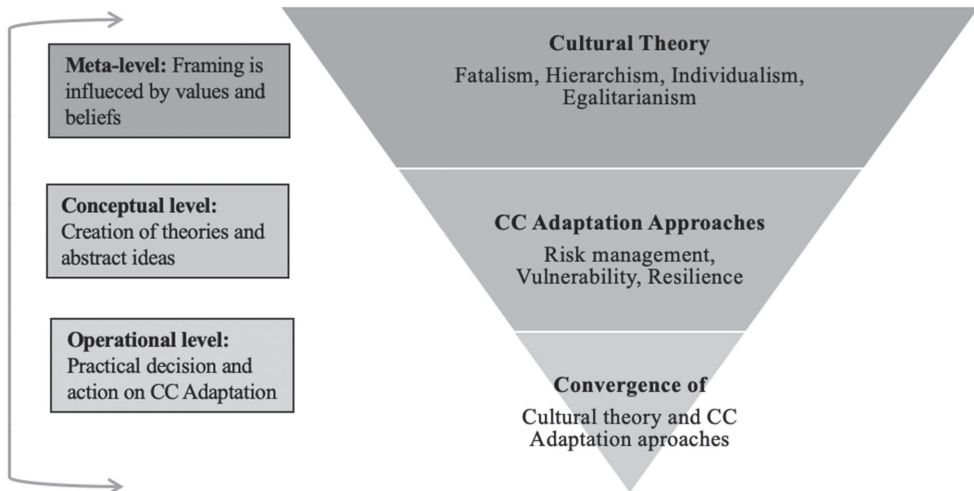 Meta-level: Framing is
influeced by values and
beliefs
Cultural Theory
Fatalism, Hierarchism, Individualism,
Egalitarianism
Conceptual level:
Creation of theories and
abstract ideas
CC Adaptation Approaches
Risk management,
Vulnerability, Resilience
Operational level:
Practical decision and
action on CC Adaptation
Convergence of
Cultural theory and CC
Adaptation aproaches